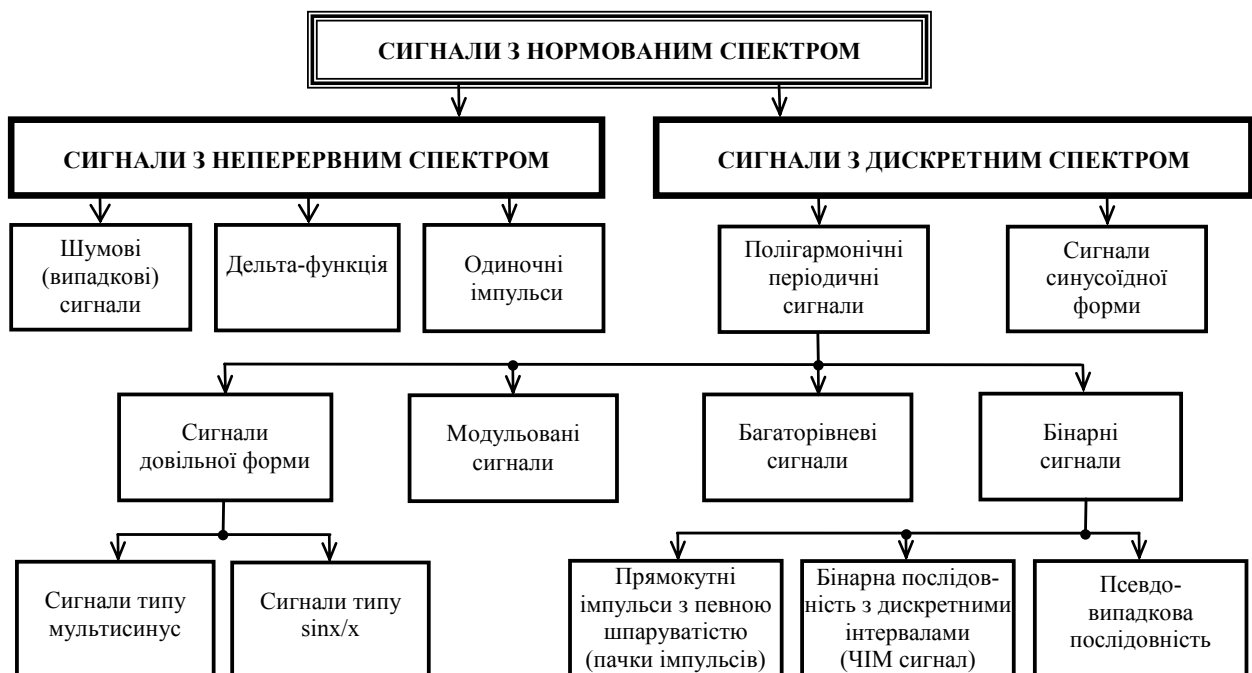 СИГНАЛИ З НОРМОВАНИМ СПЕКТРОМ
СИГНАЛИ З НЕПЕРЕРВНИМ СПЕКТРОМ
СИГНАЛИ З ДИСКРЕТНИМ СПЕКТРОМ
Шумові
(випадкові)
сигнали
Дельта-функція
Одиночні
імпульси
Полігармонічні
періодичні
сигнали
Сигнали
синусоїдної
форми
Сигнали
довільної форми
Модульовані
сигнали
Багаторівневі
сигнали
Бінарні
сигнали
Сигнали типу
мультисинус
Сигнали типу
sinx/x
Прямокутні
імпульси з певною
шпаруватістю
(пачки імпульсів)
Бінарна послідов-
ність з дискретними
інтервалами
(ЧІМ сигнал)
Псевдо-
випадкова
послідовність